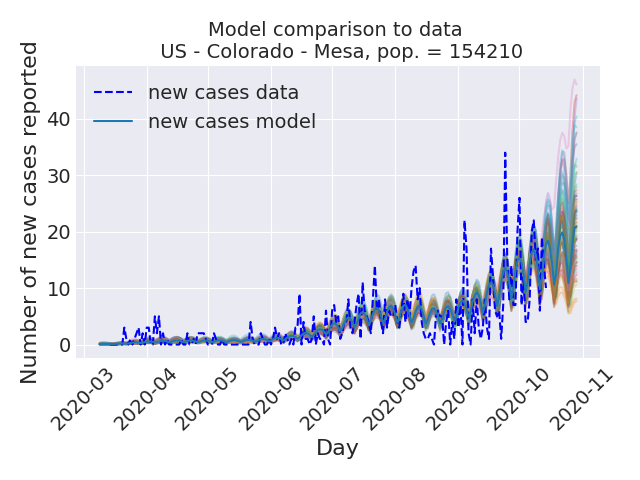 Model comparison to data
US - Colorado - Mesa, pop. = 154210
Number of new cases reported
40
30
20
10
0
new cases data
new cases model
2020-03
2020-04
2020-05
2020-06
2020-07
2020-08
2020-09
2020-10
2020-11
Day